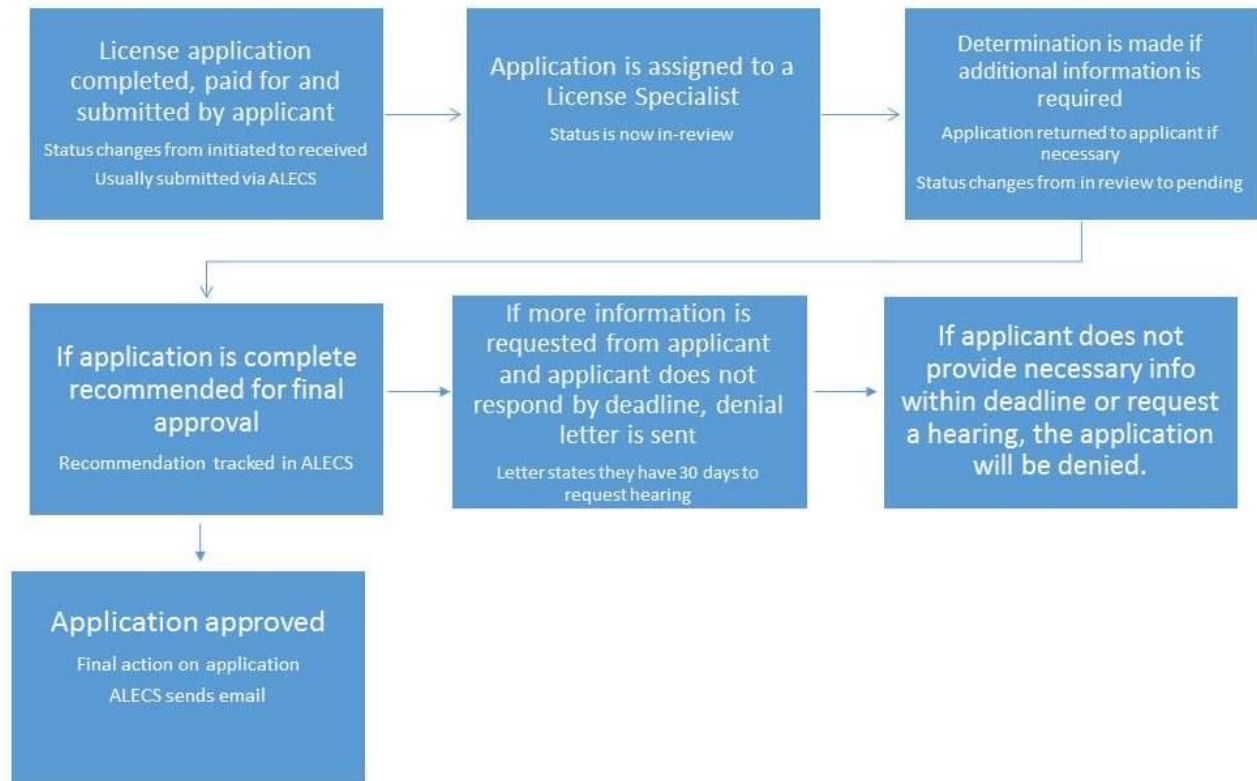 License application
completed, paid for and
submitted by applicant
Status changes from initiated to received
Usually submitted via ALECS
Application is assigned to a
License Specialist
Status is now in-review
Determination is made if
additional information is
required
Application returned to applicant if
necessary
Status changes from in review to pending
If application is complete
recommended for final
approval
Recommendation tracked in ALECS
If more information is
requested from applicant
and applicant does not
respond by deadline, denial
letter is sent
Letter states they have 30 days to
request hearing
If applicant does not
provide necessary info
within deadline or request
a hearing, the application
will be denied.
Application approved
Final action on application
ALECS sends email